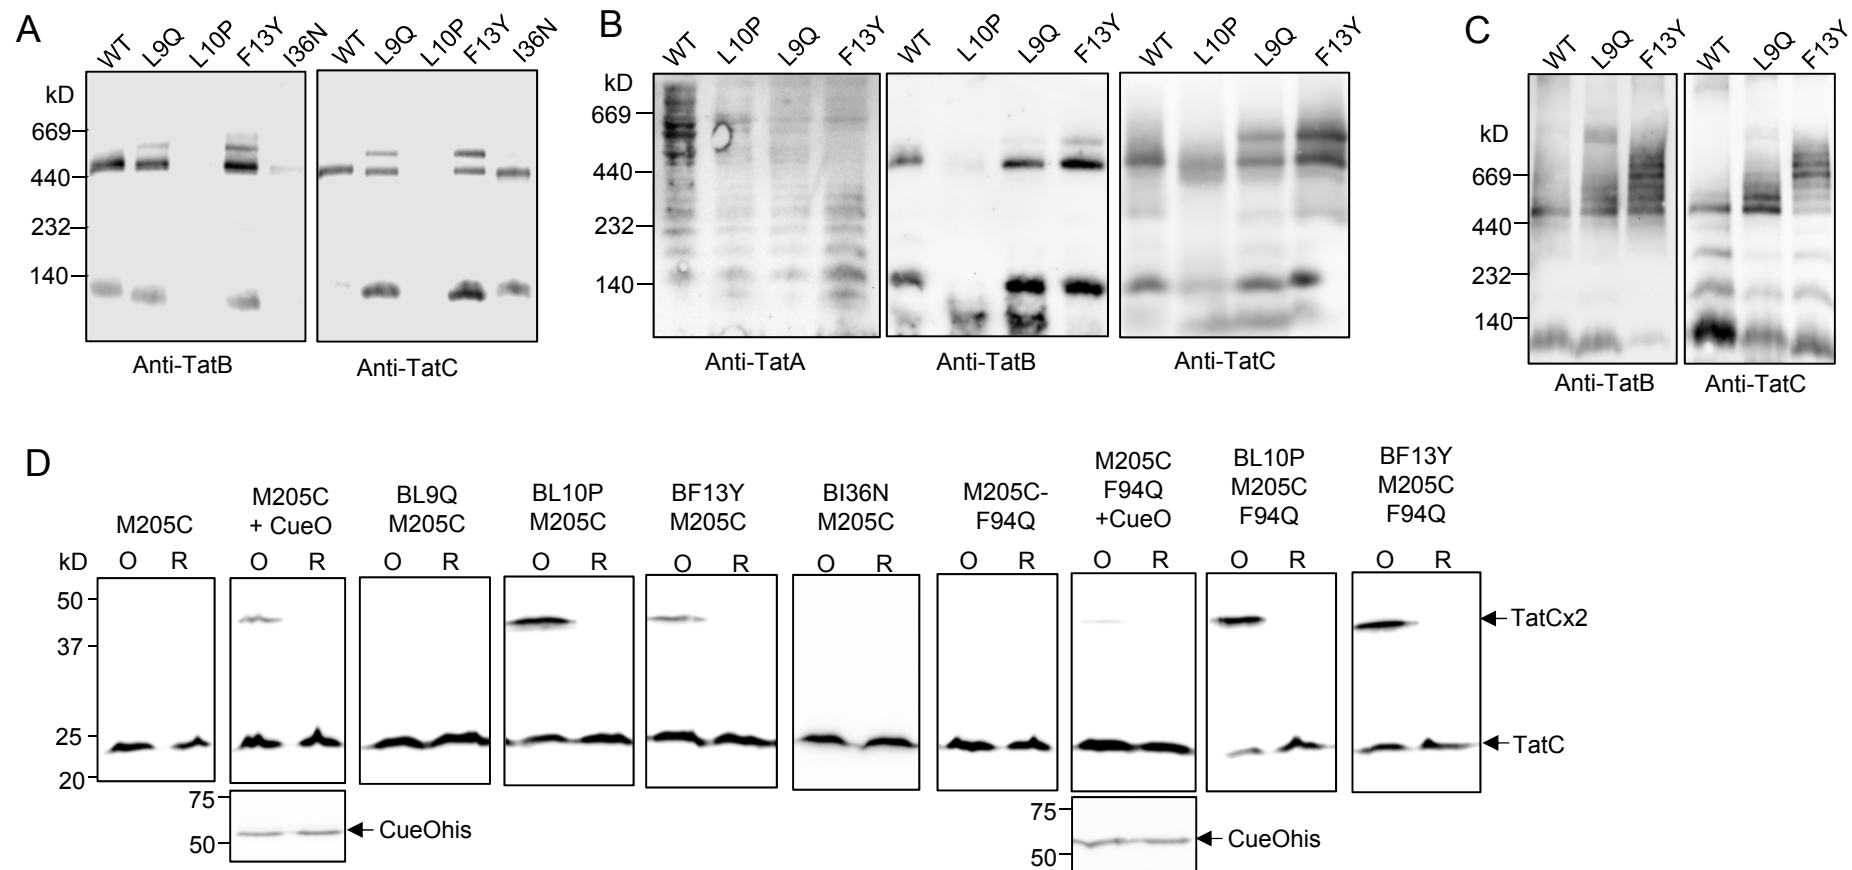 A
WT L9Q L10P F13Y I36N WT L9Q L10P F13Y I36N
kD
669
440
232
140
Anti-TatB Anti-TatC
B
WT L10P L9Q F13Y WT L10P L9Q F13Y WT L10P L9Q F13Y
kD
669
440
232
140
Anti-TatA Anti-TatB Anti-TatC
C
WT L9Q F13Y WT L9Q F13Y
kD
669
440
232
140
Anti-TatB Anti-TatC
D
M205C
M205C
+ CueO
BL9Q
M205C
BL10P
M205C
BF13Y
M205C
BI36N
M205C
M205C-
F94Q
M205C
F94Q
+CueO
BL10P
M205C
F94Q
BF13Y
M205C
F94Q
kD O R O R O R O R O R O R O R O R O R O R
50
37
25
20
TatCx2
TatC
75
50
CueOhis
75
50
CueOhis